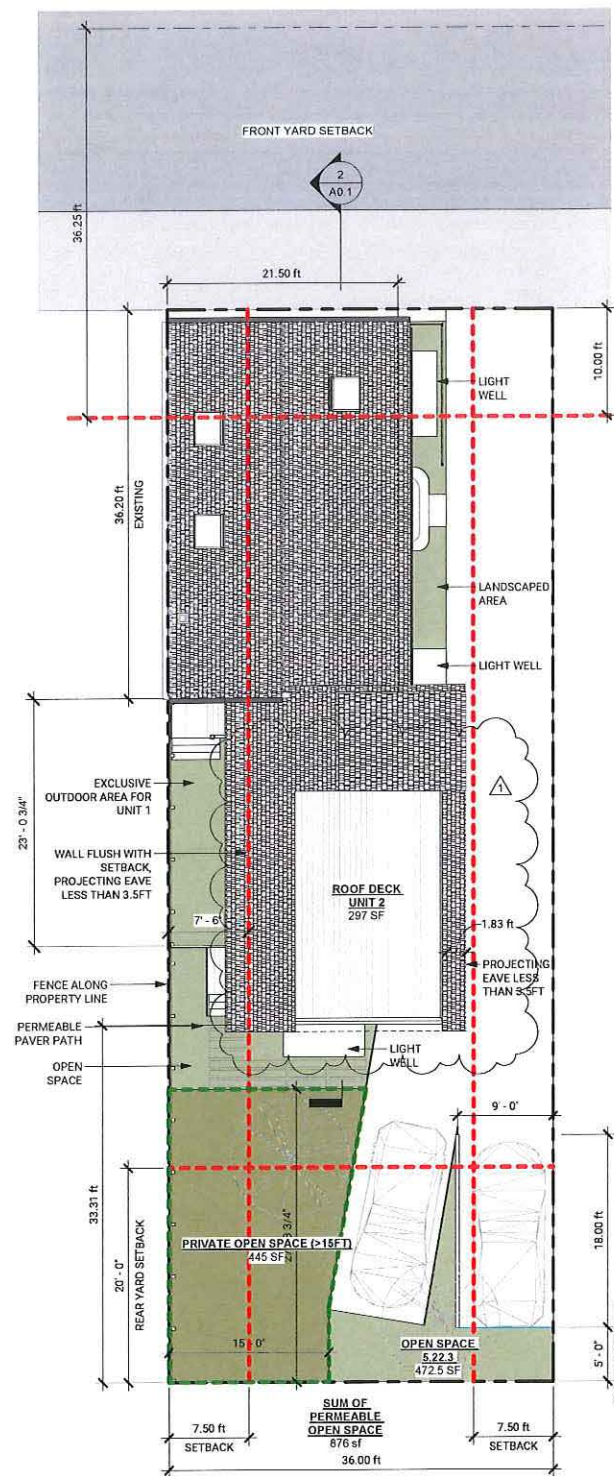 FRONT YARD SETBACK
2
A0.1
36.25 ft
21.50 ft
10.00 ft
LIGHT
WELL
36.20 ft
EXISTING
LANDSCAPED
AREA
LIGHT WELL
EXCLUSIVE
OUTDOOR AREA FOR
UNIT 1
1
23' - 0 3/4"
WALL FLUSH WITH
SETBACK,
PROJECTING EAVE
LESS THAN 3.5FT
ROOF DECK
UNIT 2
297 SF
7' - 6"
1.83 ft
PROJECTING
EAVE LESS
THAN 3.5FT
FENCE ALONG
PROPERTY LINE
PERMEABLE
PAVER PATH
OPEN
SPACE
LIGHT
WELL
9' - 0"
33.31 ft
20' - 0"
REAR YARD SETBACK
PRIVATE OPEN SPACE (>15FT)
445 SF
3/4"
18.00 ft
15' - 0"
OPEN SPACE
5.22.3
472.5 SF
5' - 0"
SUM OF
PERMEABLE
OPEN SPACE
676 sf
7.50 ft
SETBACK
7.50 ft
SETBACK
36.00 ft